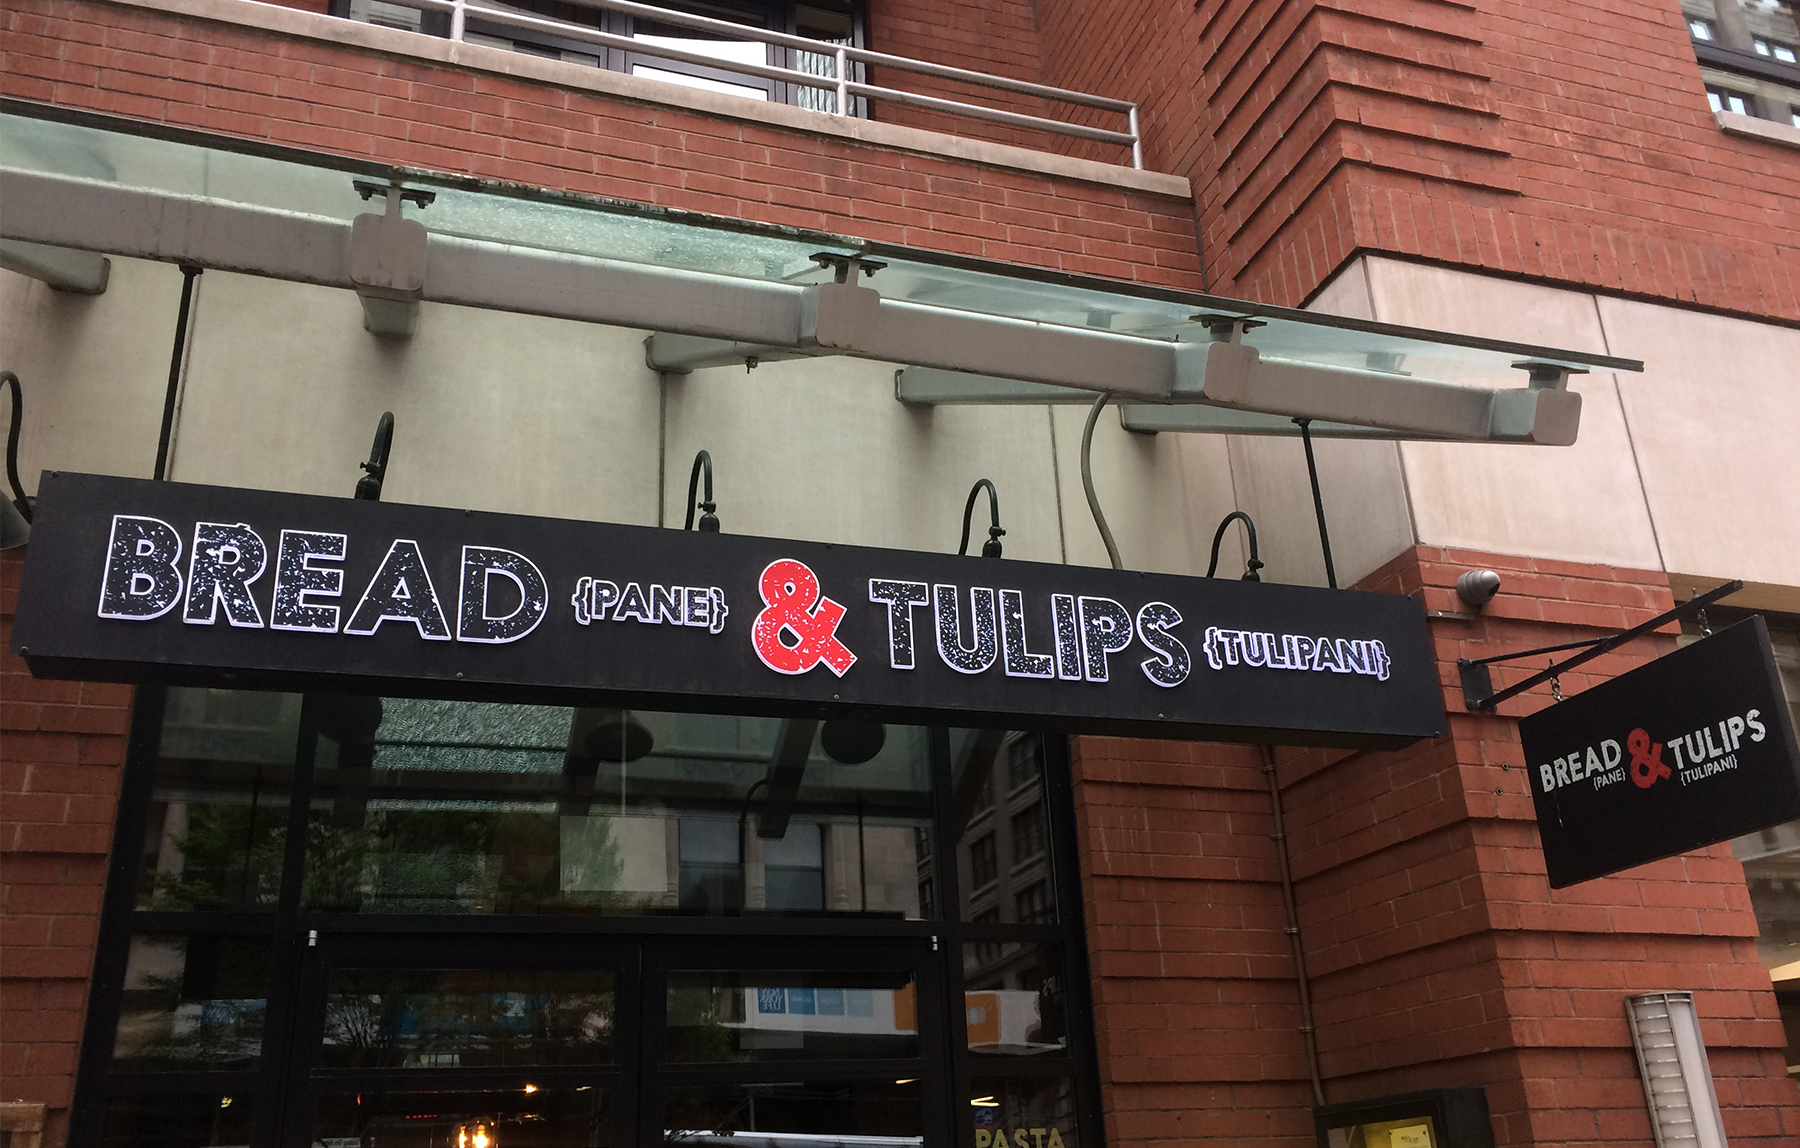 BREAD {PANE} & TULIPS {TULIPANI}
BREAD & TULIPS
{PANE} {TULIPANI}
PASTA